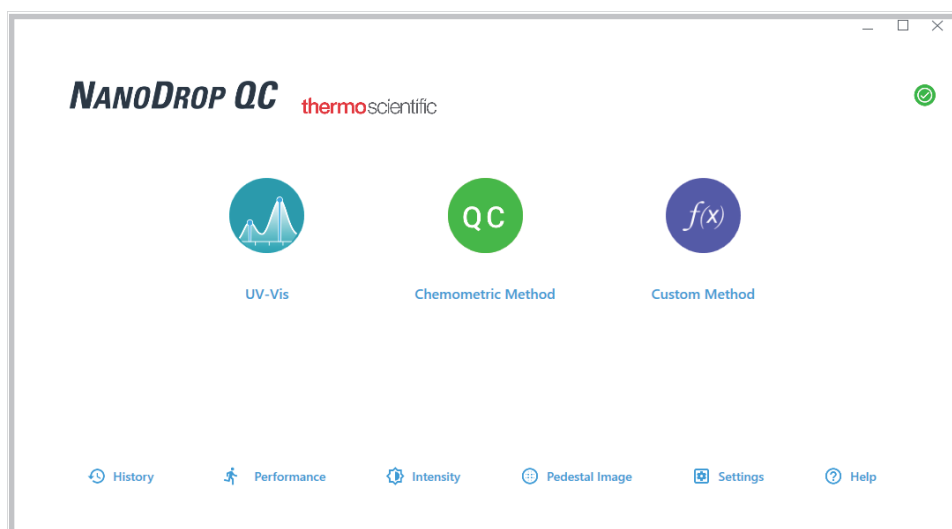 NANODROP QC
thermoscientific
QC
f(x)
UV-Vis
Chemometric Method
Custom Method
History
Performance
Intensity
Pedestal Image
Settings
Help